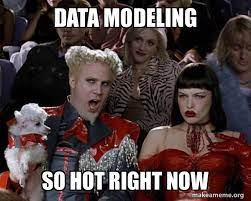 DATA MODELING
SO HOT RIGHT NOW
makeameme.org